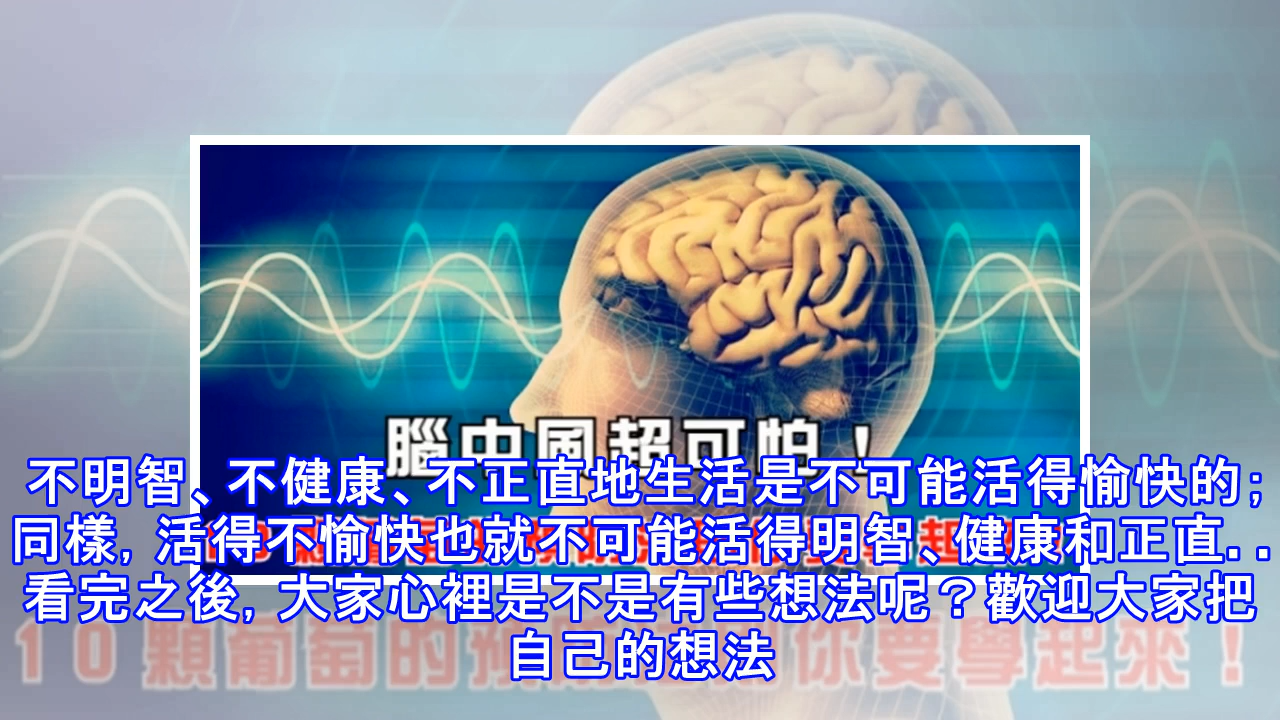 腦中風超可怕！
不明智、不健康、不正直地生活是不可能活得愉快的;
同樣,活得不愉快也就不可能活得明智、健康和正直..
看完之後,大家心裡是不是有些想法呢？歡迎大家把
自己的想法
10顆葡萄的預 你要學起來！